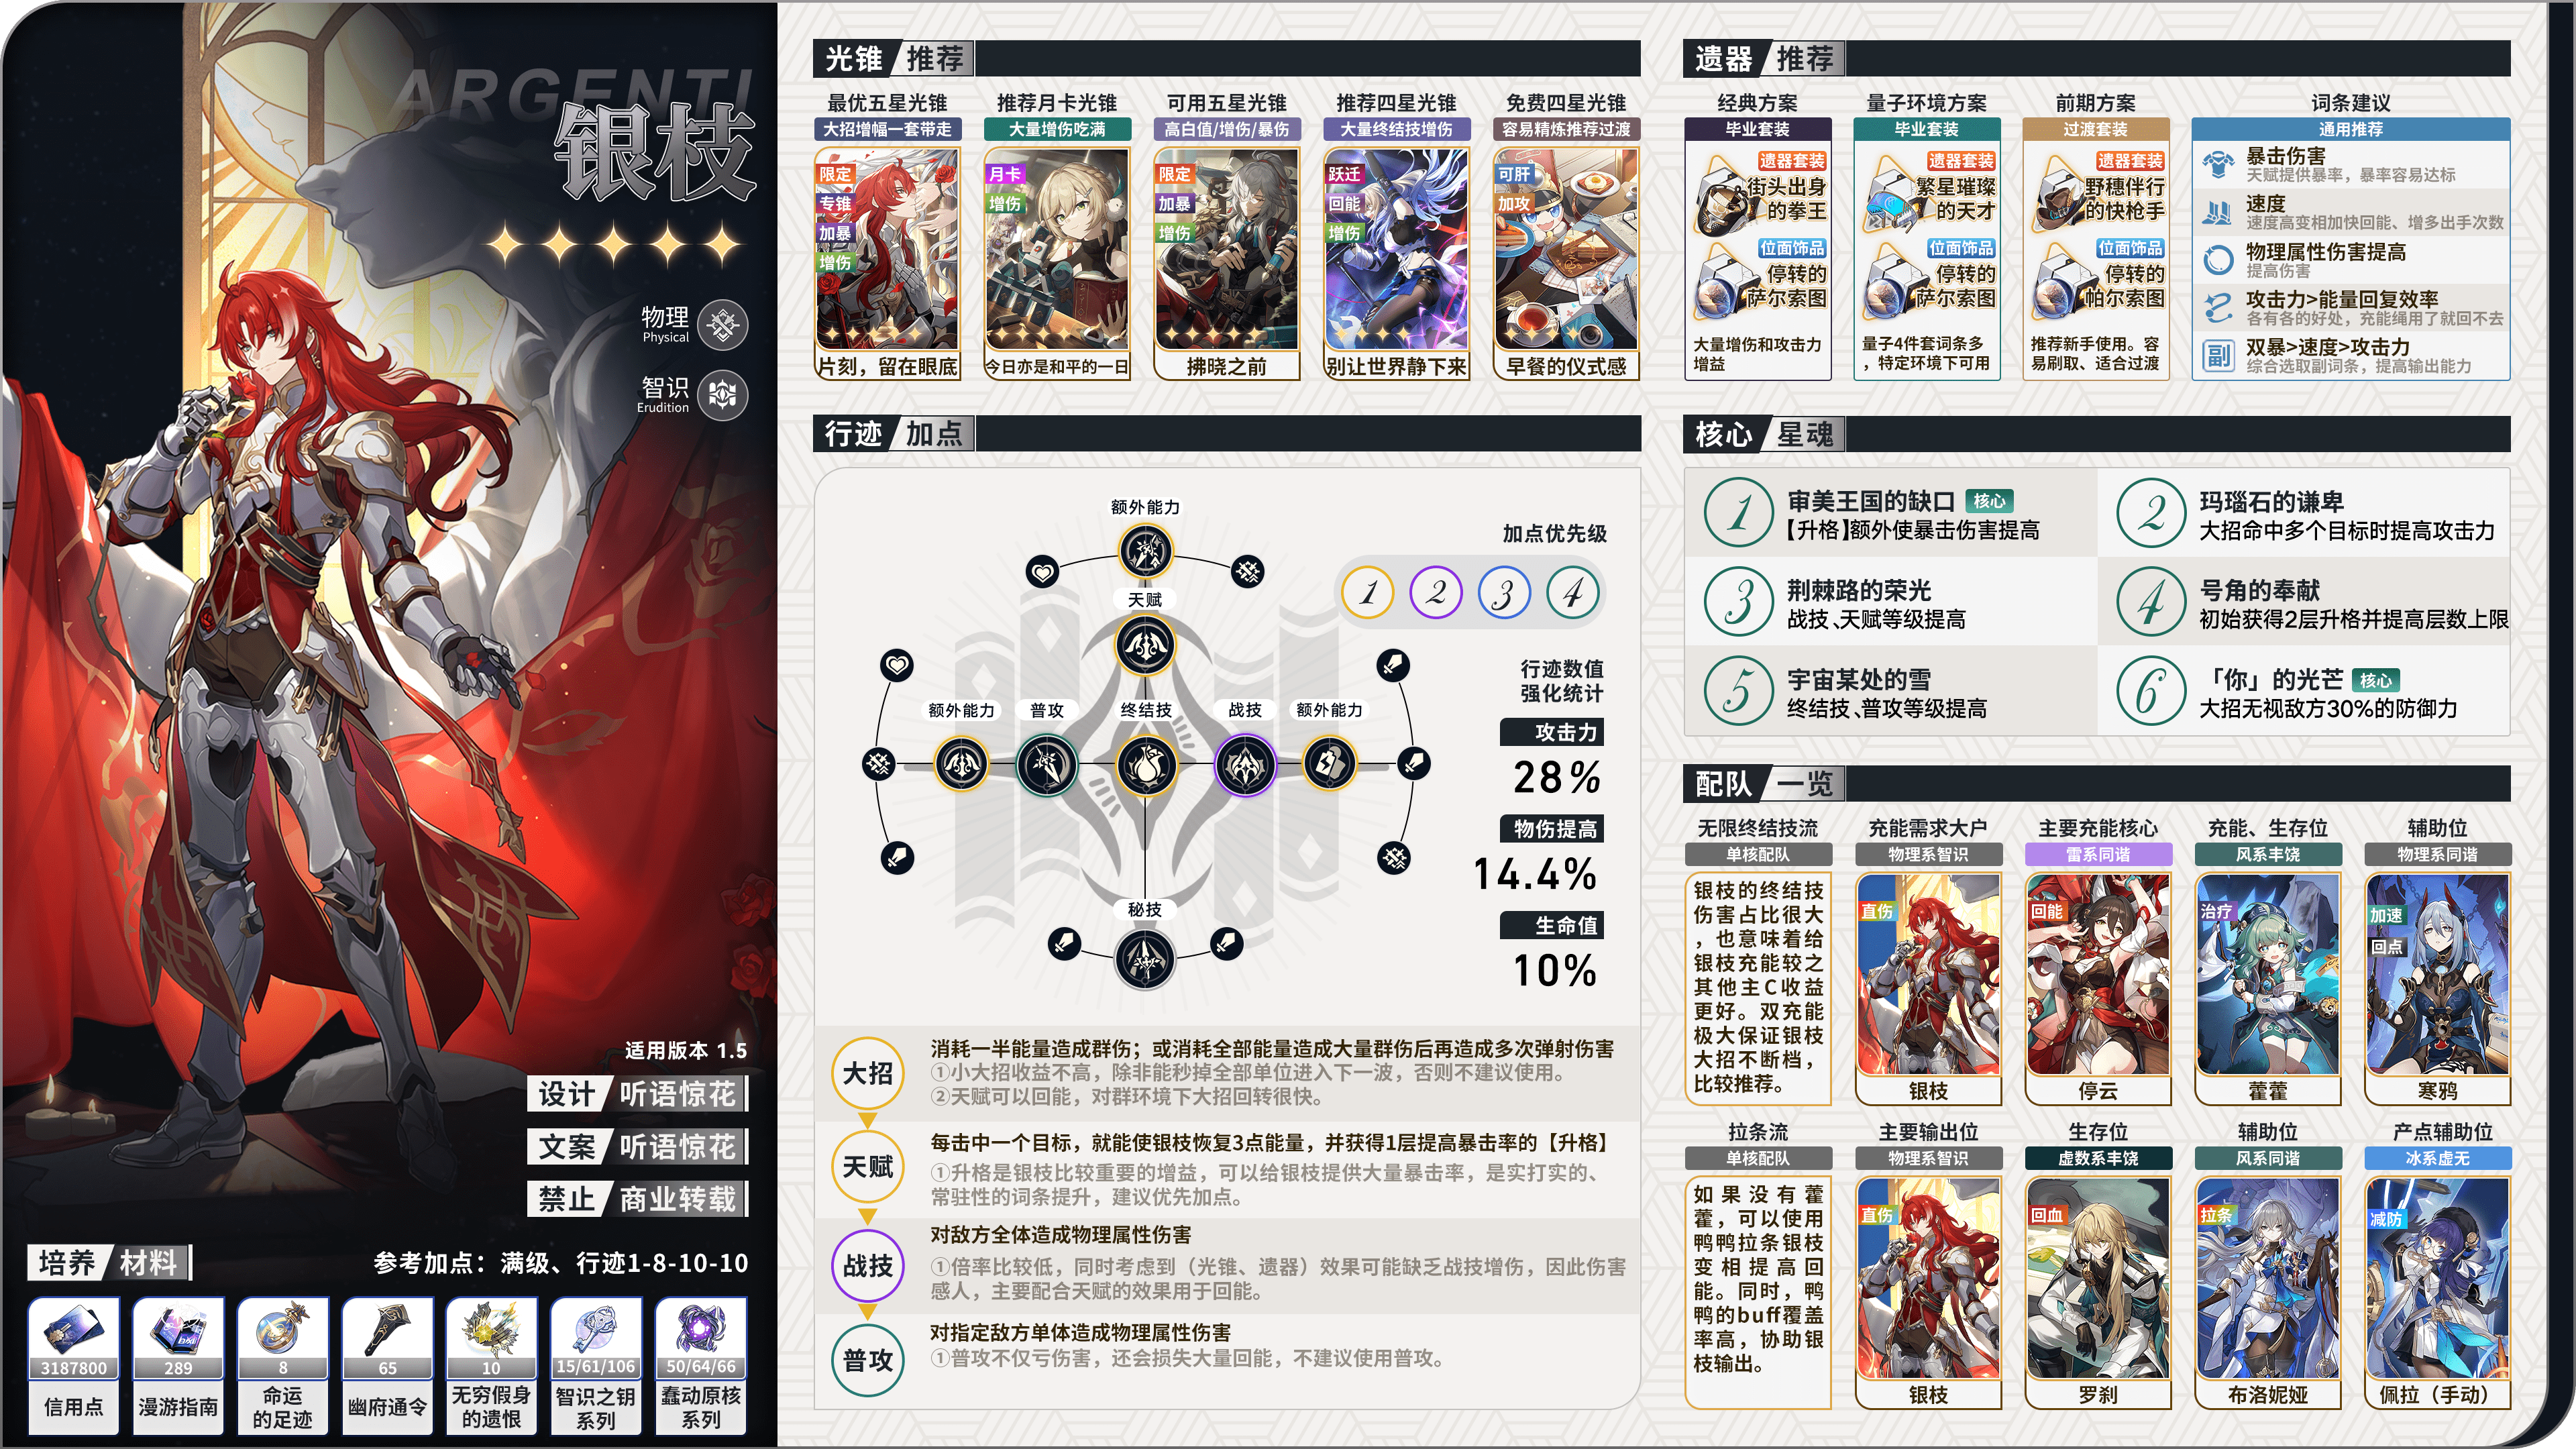 ARGENTI
银枝
物理
Physical
智识
Erudition
适用版本 1.5
设计 听语惊花
文案 听语惊花
禁止 商业转载
培养 材料
参考加点：满级、行迹1-8-10-10
3187800
信用点
289
漫游指南
8
命运
的足迹
65
幽府通令
10
无穷假身
的遗恨
15/61/106
智识之钥
系列
50/64/66
蠢动原核
系列
光锥 推荐
最优五星光锥
大招增幅一套带走
限定
专锥
加暴
增伤
片刻，留在眼底
推荐月卡光锥
大量增伤吃满
月卡
增伤
今日亦是和平的一日
可用五星光锥
高白值/增伤/暴伤
限定
加暴
增伤
拂晓之前
推荐四星光锥
大量终结技增伤
跃迁
回能
增伤
别让世界静下来
免费四星光锥
容易精炼推荐过渡
可肝
加攻
早餐的仪式感
行迹 加点
额外能力
天赋
额外能力
普攻
终结技
战技
额外能力
秘技
加点优先级
1 2 3 4
行迹数值
强化统计
攻击力
28%
物伤提高
14.4%
生命值
10%
大招
消耗一半能量造成群伤；或消耗全部能量造成大量群伤后再造成多次弹射伤害
①小大招收益不高，除非能秒掉全部单位进入下一波，否则不建议使用。
②天赋可以回能，对群环境下大招回转很快。
天赋
每击中一个目标，就能使银枝恢复3点能量，并获得1层提高暴击率的【升格】
①升格是银枝比较重要的增益，可以给银枝提供大量暴击率，是实打实的、
常驻性的词条提升，建议优先加点。
战技
对敌方全体造成物理属性伤害
①倍率比较低，同时考虑到（光锥、遗器）效果可能缺乏战技增伤，因此伤害
感人，主要配合天赋的效果用于回能。
普攻
对指定敌方单体造成物理属性伤害
①普攻不仅亏伤害，还会损失大量回能，不建议使用普攻。
遗器 推荐
经典方案
毕业套装
遗器套装
街头出身
的拳王
位面饰品
停转的
萨尔索图
大量增伤和攻击力
增益
量子环境方案
毕业套装
遗器套装
繁星璀璨
的天才
位面饰品
停转的
萨尔索图
量子4件套词条多
，特定环境下可用
前期方案
过渡套装
遗器套装
野穗伴行
的快枪手
位面饰品
停转的
帕尔索图
推荐新手使用。容
易刷取、适合过渡
词条建议
通用推荐
暴击伤害
天赋提供暴率，暴率容易达标
速度
速度高变相加快回能、增多出手次数
物理属性伤害提高
提高伤害
攻击力>能量回复效率
各有各的好处，充能绳用了就回不去
副
双暴>速度>攻击力
综合选取副词条，提高输出能力
核心 星魂
1
审美王国的缺口 核心
【升格】额外使暴击伤害提高
2
玛瑙石的谦卑
大招命中多个目标时提高攻击力
3
荆棘路的荣光
战技、天赋等级提高
4
号角的奉献
初始获得2层升格并提高层数上限
5
宇宙某处的雪
终结技、普攻等级提高
6
「你」的光芒 核心
大招无视敌方30%的防御力
配队 一览
无限终结技流
单核配队
银枝的终结技
伤害占比很大
，也意味着给
银枝充能较之
其他主C收益
更好。双充能
极大保证银枝
大招不断档，
比较推荐。
充能需求大户
物理系智识
直伤
银枝
主要充能核心
雷系同谐
回能
停云
充能、生存位
风系丰饶
治疗
藿藿
辅助位
物理系同谐
加速
回点
寒鸦
拉条流
单核配队
如果没有藿
藿，可以使用
鸭鸭拉条银枝
变相提高回
能。同时，鸭
鸭的buff覆盖
率高，协助银
枝输出。
主要输出位
物理系智识
直伤
银枝
生存位
虚数系丰饶
回血
罗刹
辅助位
风系同谐
拉条
布洛妮娅
产点辅助位
冰系虚无
减防
佩拉（手动）